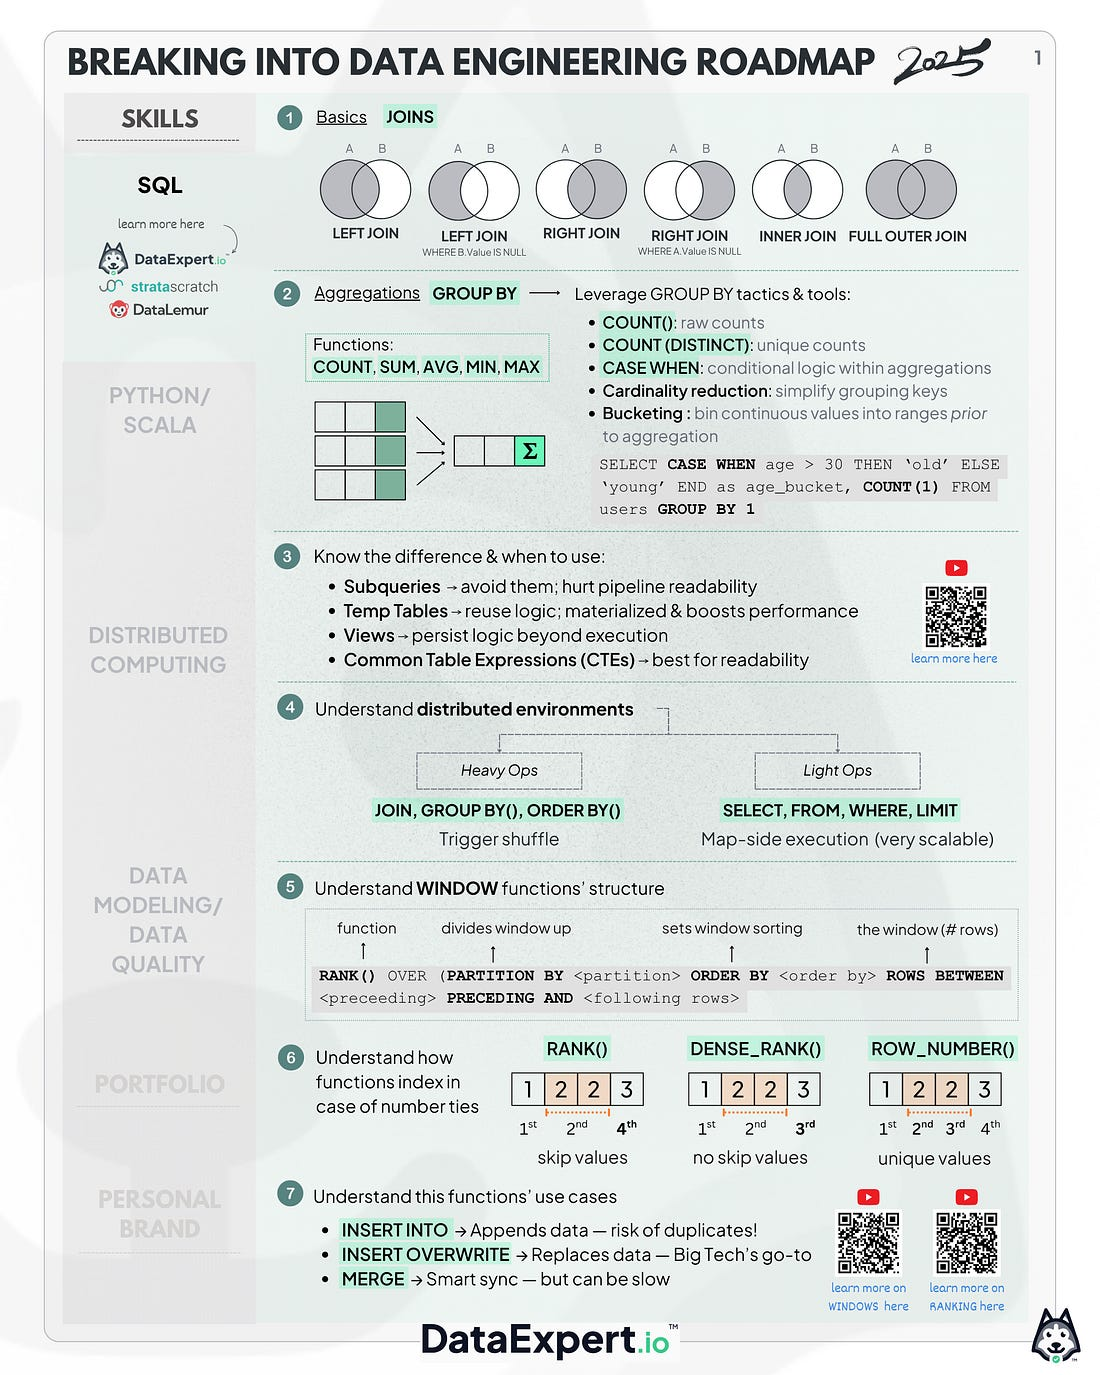 BREAKING INTO DATA ENGINEERING ROADMAP 2025
1
SKILLS
SQL
learn more here
DataExpert.io™
stratascratch
DataLemur
PYTHON/
SCALA
DISTRIBUTED
COMPUTING
DATA
MODELING/
DATA
QUALITY
PORTFOLIO
PERSONAL
BRAND
1 Basics JOINS
A B A B A B A B A B A B
LEFT JOIN
LEFT JOIN
WHERE B.Value IS NULL
RIGHT JOIN
RIGHT JOIN
WHERE A.Value IS NULL
INNER JOIN
FULL OUTER JOIN
2 Aggregations GROUP BY → Leverage GROUP BY tactics & tools:
Functions:
COUNT, SUM, AVG, MIN, MAX
Σ
• COUNT(): raw counts
• COUNT (DISTINCT): unique counts
• CASE WHEN: conditional logic within aggregations
• Cardinality reduction: simplify grouping keys
• Bucketing : bin continuous values into ranges prior
to aggregation
SELECT CASE WHEN age > 30 THEN ‘old’ ELSE
‘young’ END as age_bucket, COUNT(1) FROM
users GROUP BY 1
3 Know the difference & when to use:
• Subqueries → avoid them; hurt pipeline readability
• Temp Tables → reuse logic; materialized & boosts performance
• Views → persist logic beyond execution
• Common Table Expressions (CTEs) → best for readability
learn more here
4 Understand distributed environments
Heavy Ops
JOIN, GROUP BY(), ORDER BY()
Trigger shuffle
Light Ops
SELECT, FROM, WHERE, LIMIT
Map-side execution (very scalable)
5 Understand WINDOW functions’ structure
function divides window up sets window sorting the window (# rows)
RANK() OVER (PARTITION BY <partition> ORDER BY <order by> ROWS BETWEEN
<preceeding> PRECEDING AND <following rows>
6 Understand how
functions index in
case of number ties
RANK()
1 2 2 3
1st 2nd 4th
skip values
DENSE_RANK()
1 2 2 3
1st 2nd 3rd
no skip values
ROW_NUMBER()
1 2 2 3
1st 2nd 3rd 4th
unique values
7 Understand this functions’ use cases
• INSERT INTO → Appends data — risk of duplicates!
• INSERT OVERWRITE → Replaces data — Big Tech’s go-to
• MERGE → Smart sync — but can be slow
learn more on
WINDOWS here
learn more on
RANKING here
DataExpert.io™